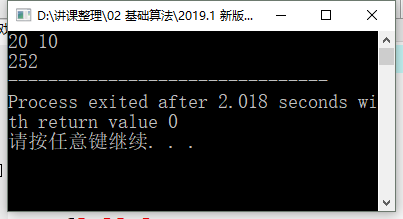 D:\讲课整理\02 基础算法\2019.1 新版...
20 10
252
--------------------------------
Process exited after 2.018 seconds wi
th return value 0
请按任意键继续. . .